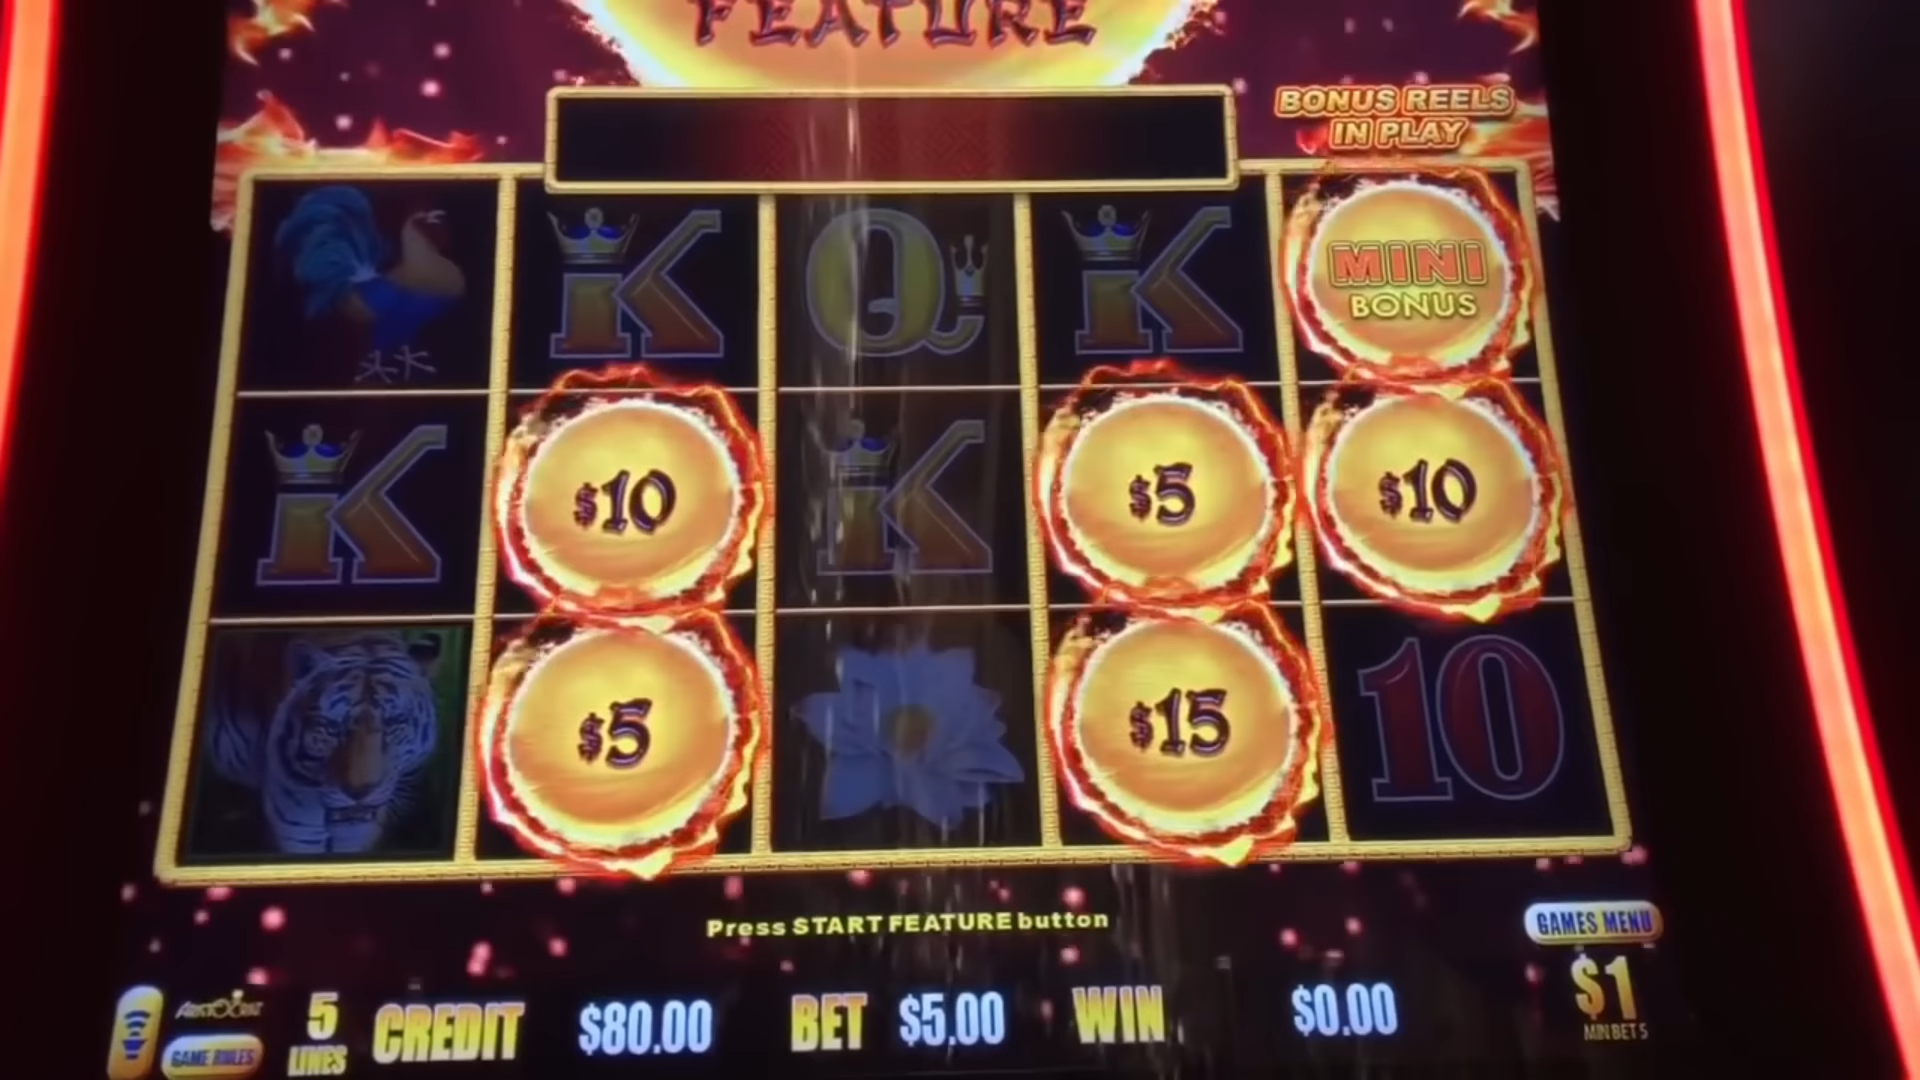 FEATURE
BONUS REELS
IN PLAY
K
Q
K
MINI
BONUS
K
$10
K
$5
$10
$5
$15
10
Press START FEATURE button
GAMES MENU
ARISTOCRAT
GAME RULES
5
LINES
CREDIT $80.00 BET $5.00 WIN $0.00
$1
MIN BET 5